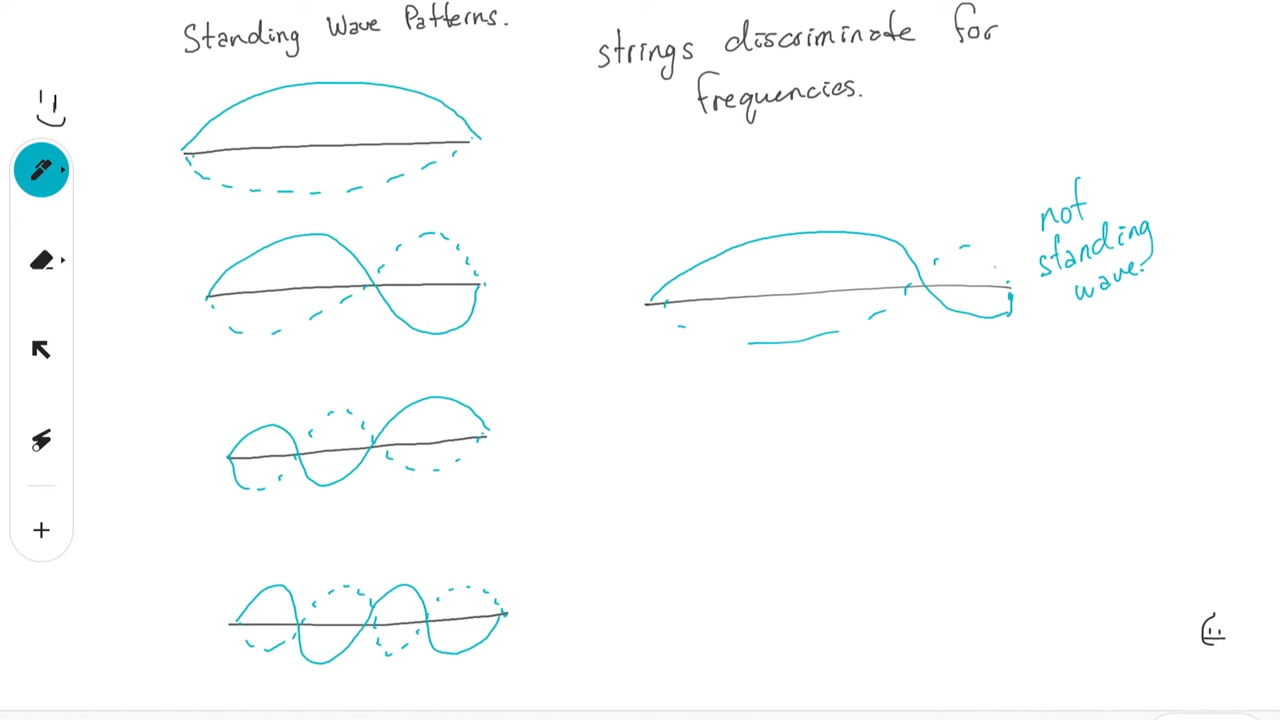 Standing Wave Patterns.
strings discriminate for
frequencies.
not
standing
wave.